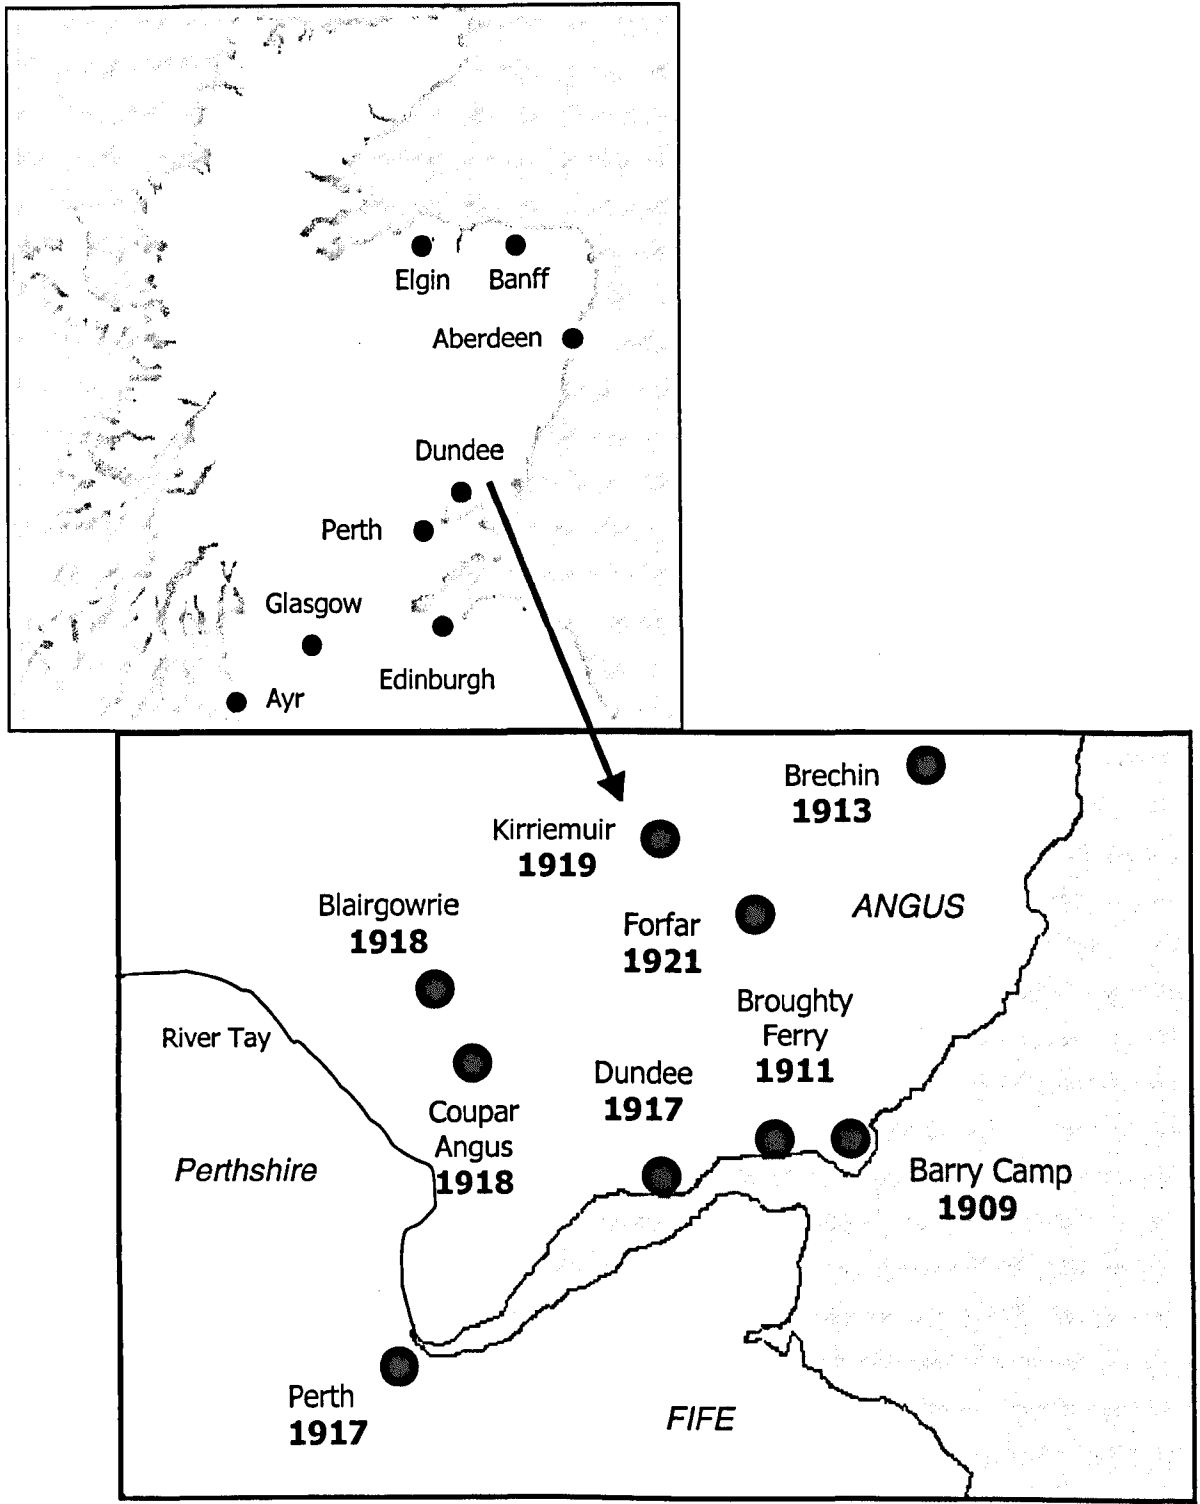 Elgin
Banff
Aberdeen
Dundee
Perth
Glasgow
Edinburgh
Ayr
Brechin
1913
Kirriemuir
1919
Blairgowrie
1918
ANGUS
Forfar
1921
Broughty
Ferry
1911
River Tay
Dundee
1917
Coupar
Angus
1918
Perthshire
Barry Camp
1909
Perth
1917
FIFE